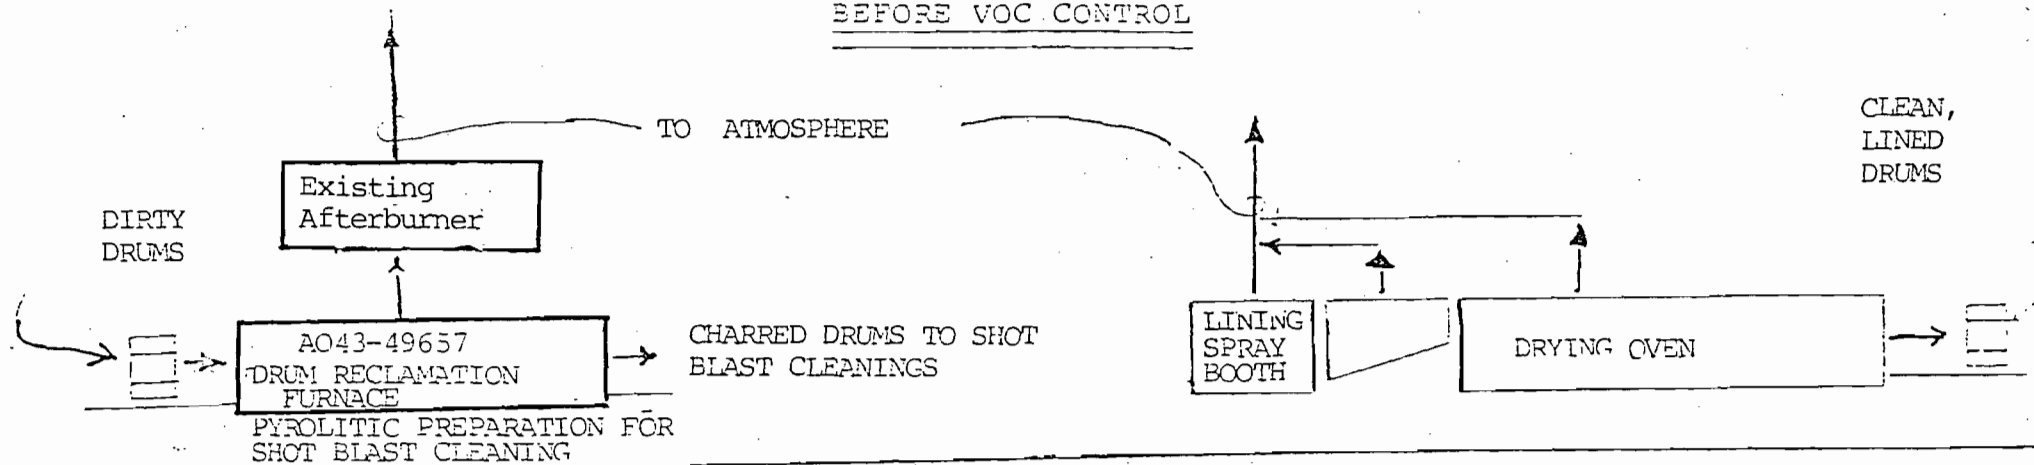 BEFORE VOC CONTROL
TO ATMOSPHERE
CLEAN,
LINED
DRUMS
Existing
Afterburner
DIRTY
DRUMS
AO43-49657
DRUM RECLAMATION
FURNACE
PYROLITIC PREPARATION FOR
SHOT BLAST CLEANING
CHARRED DRUMS TO SHOT
BLAST CLEANINGS
LINING
SPRAY
BOOTH
DRYING OVEN